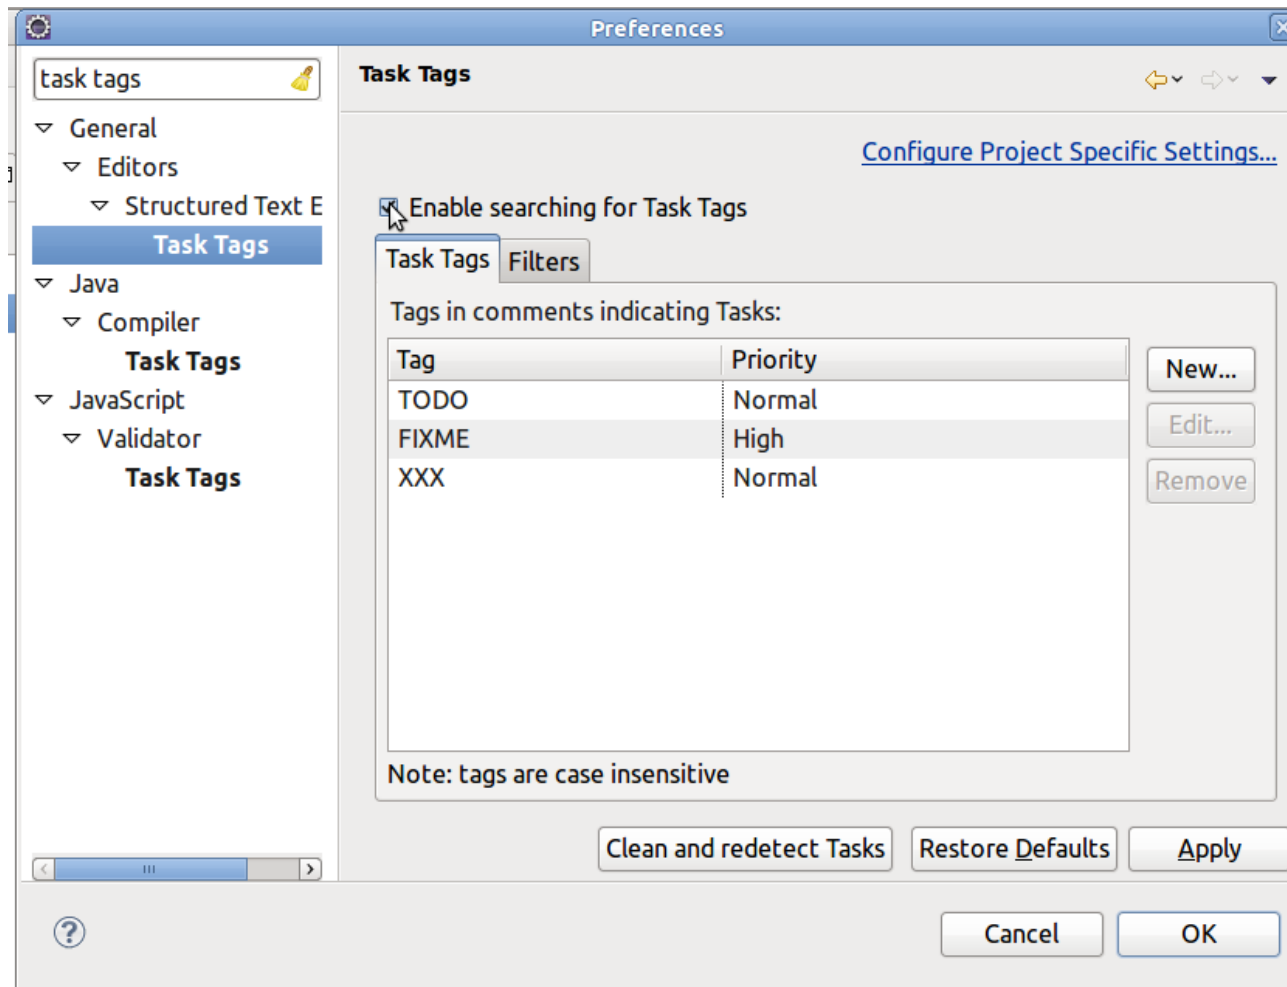 Preferences
task tags
General
Editors
Structured Text E
Task Tags
Java
Compiler
Task Tags
JavaScript
Validator
Task Tags
Task Tags
Configure Project Specific Settings...
Enable searching for Task Tags
Task Tags Filters
Tags in comments indicating Tasks:
Tag Priority
TODO Normal
FIXME High
XXX Normal
New...
Edit...
Remove
Note: tags are case insensitive
Clean and redetect Tasks Restore Defaults Apply
? Cancel OK